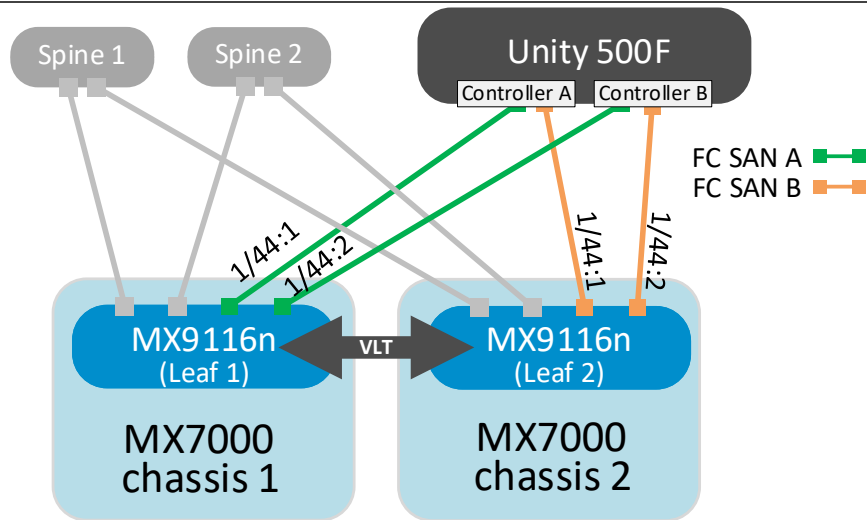 Spine 1
Spine 2
Unity 500F
Controller A
Controller B
FC SAN A
FC SAN B
1/44:1
1/44:2
1/44:1
1/44:2
MX9116n
(Leaf 1)
VLT
MX9116n
(Leaf 2)
MX7000
chassis 1
MX7000
chassis 2